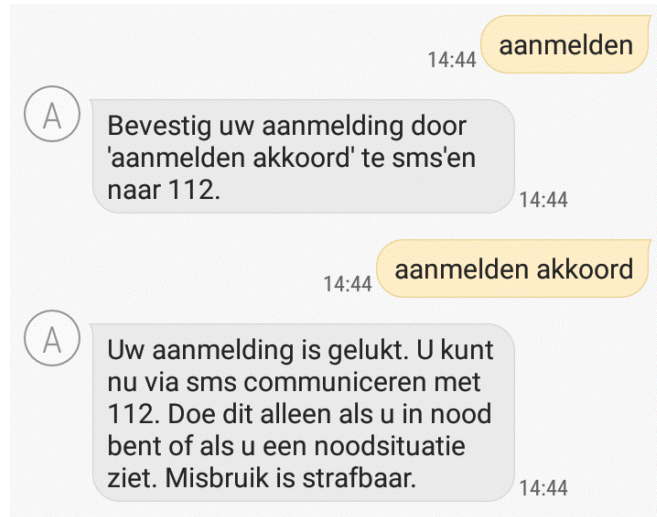 aanmelden
14:44
A
Bevestig uw aanmelding door
'aanmelden akkoord' te sms'en
naar 112.
14:44
aanmelden akkoord
14:44
A
Uw aanmelding is gelukt. U kunt
nu via sms communiceren met
112. Doe dit alleen als u in nood
bent of als u een noodsituatie
ziet. Misbruik is strafbaar.
14:44